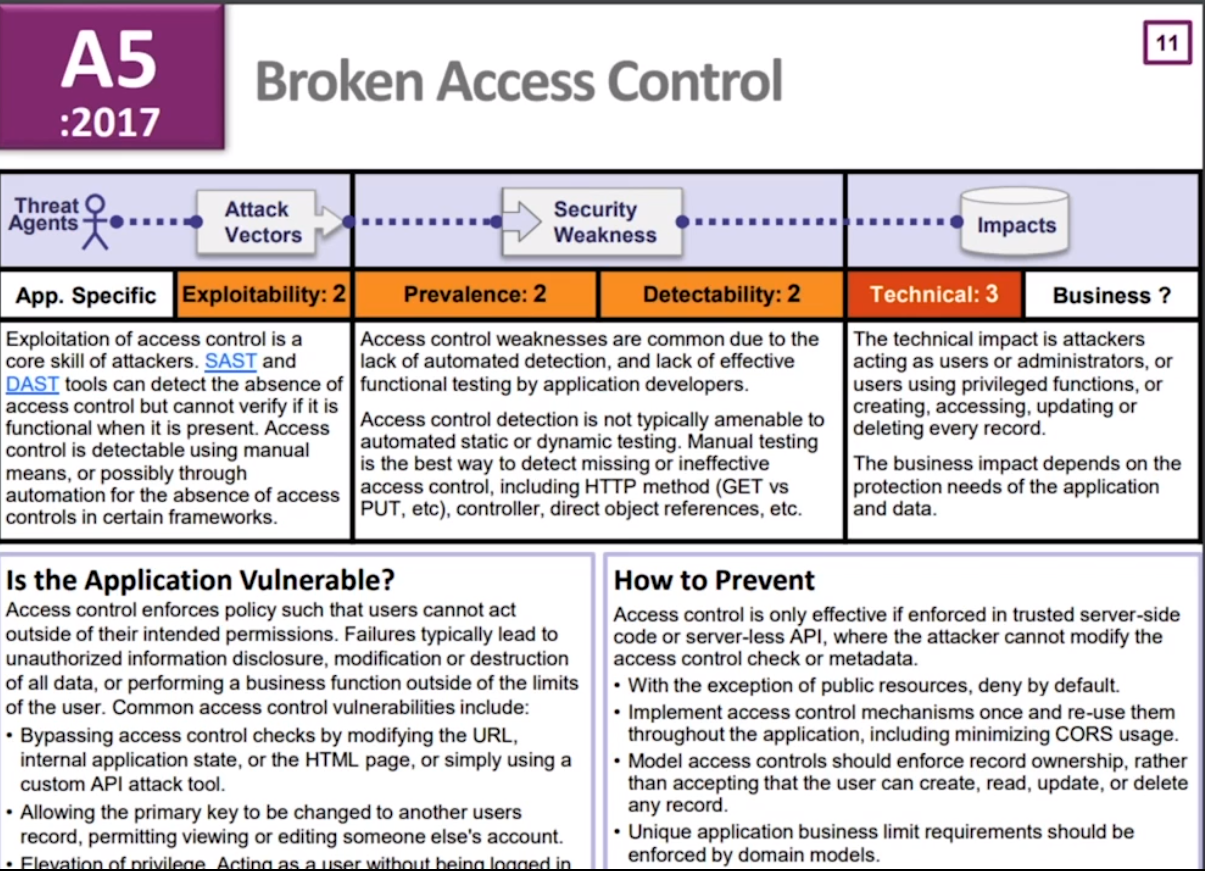 A5
:2017
Broken Access Control
11
Threat
Agents
Attack
Vectors
Security
Weakness
Impacts
App. Specific
Exploitability: 2
Prevalence: 2
Detectability: 2
Technical: 3
Business ?
Exploitation of access control is a
core skill of attackers. SAST and
DAST tools can detect the absence of
access control but cannot verify if it is
functional when it is present. Access
control is detectable using manual
means, or possibly through
automation for the absence of access
controls in certain frameworks.
Access control weaknesses are common due to the
lack of automated detection, and lack of effective
functional testing by application developers.
Access control detection is not typically amenable to
automated static or dynamic testing. Manual testing
is the best way to detect missing or ineffective
access control, including HTTP method (GET vs
PUT, etc), controller, direct object references, etc.
The technical impact is attackers
acting as users or administrators, or
users using privileged functions, or
creating, accessing, updating or
deleting every record.
The business impact depends on the
protection needs of the application
and data.
Is the Application Vulnerable?
Access control enforces policy such that users cannot act
outside of their intended permissions. Failures typically lead to
unauthorized information disclosure, modification or destruction
of all data, or performing a business function outside of the limits
of the user. Common access control vulnerabilities include:
• Bypassing access control checks by modifying the URL,
internal application state, or the HTML page, or simply using a
custom API attack tool.
• Allowing the primary key to be changed to another users
record, permitting viewing or editing someone else's account.
• Elevation of privilege. Acting as a user without being logged in
How to Prevent
Access control is only effective if enforced in trusted server-side
code or server-less API, where the attacker cannot modify the
access control check or metadata.
• With the exception of public resources, deny by default.
• Implement access control mechanisms once and re-use them
throughout the application, including minimizing CORS usage.
• Model access controls should enforce record ownership, rather
than accepting that the user can create, read, update, or delete
any record.
• Unique application business limit requirements should be
enforced by domain models.